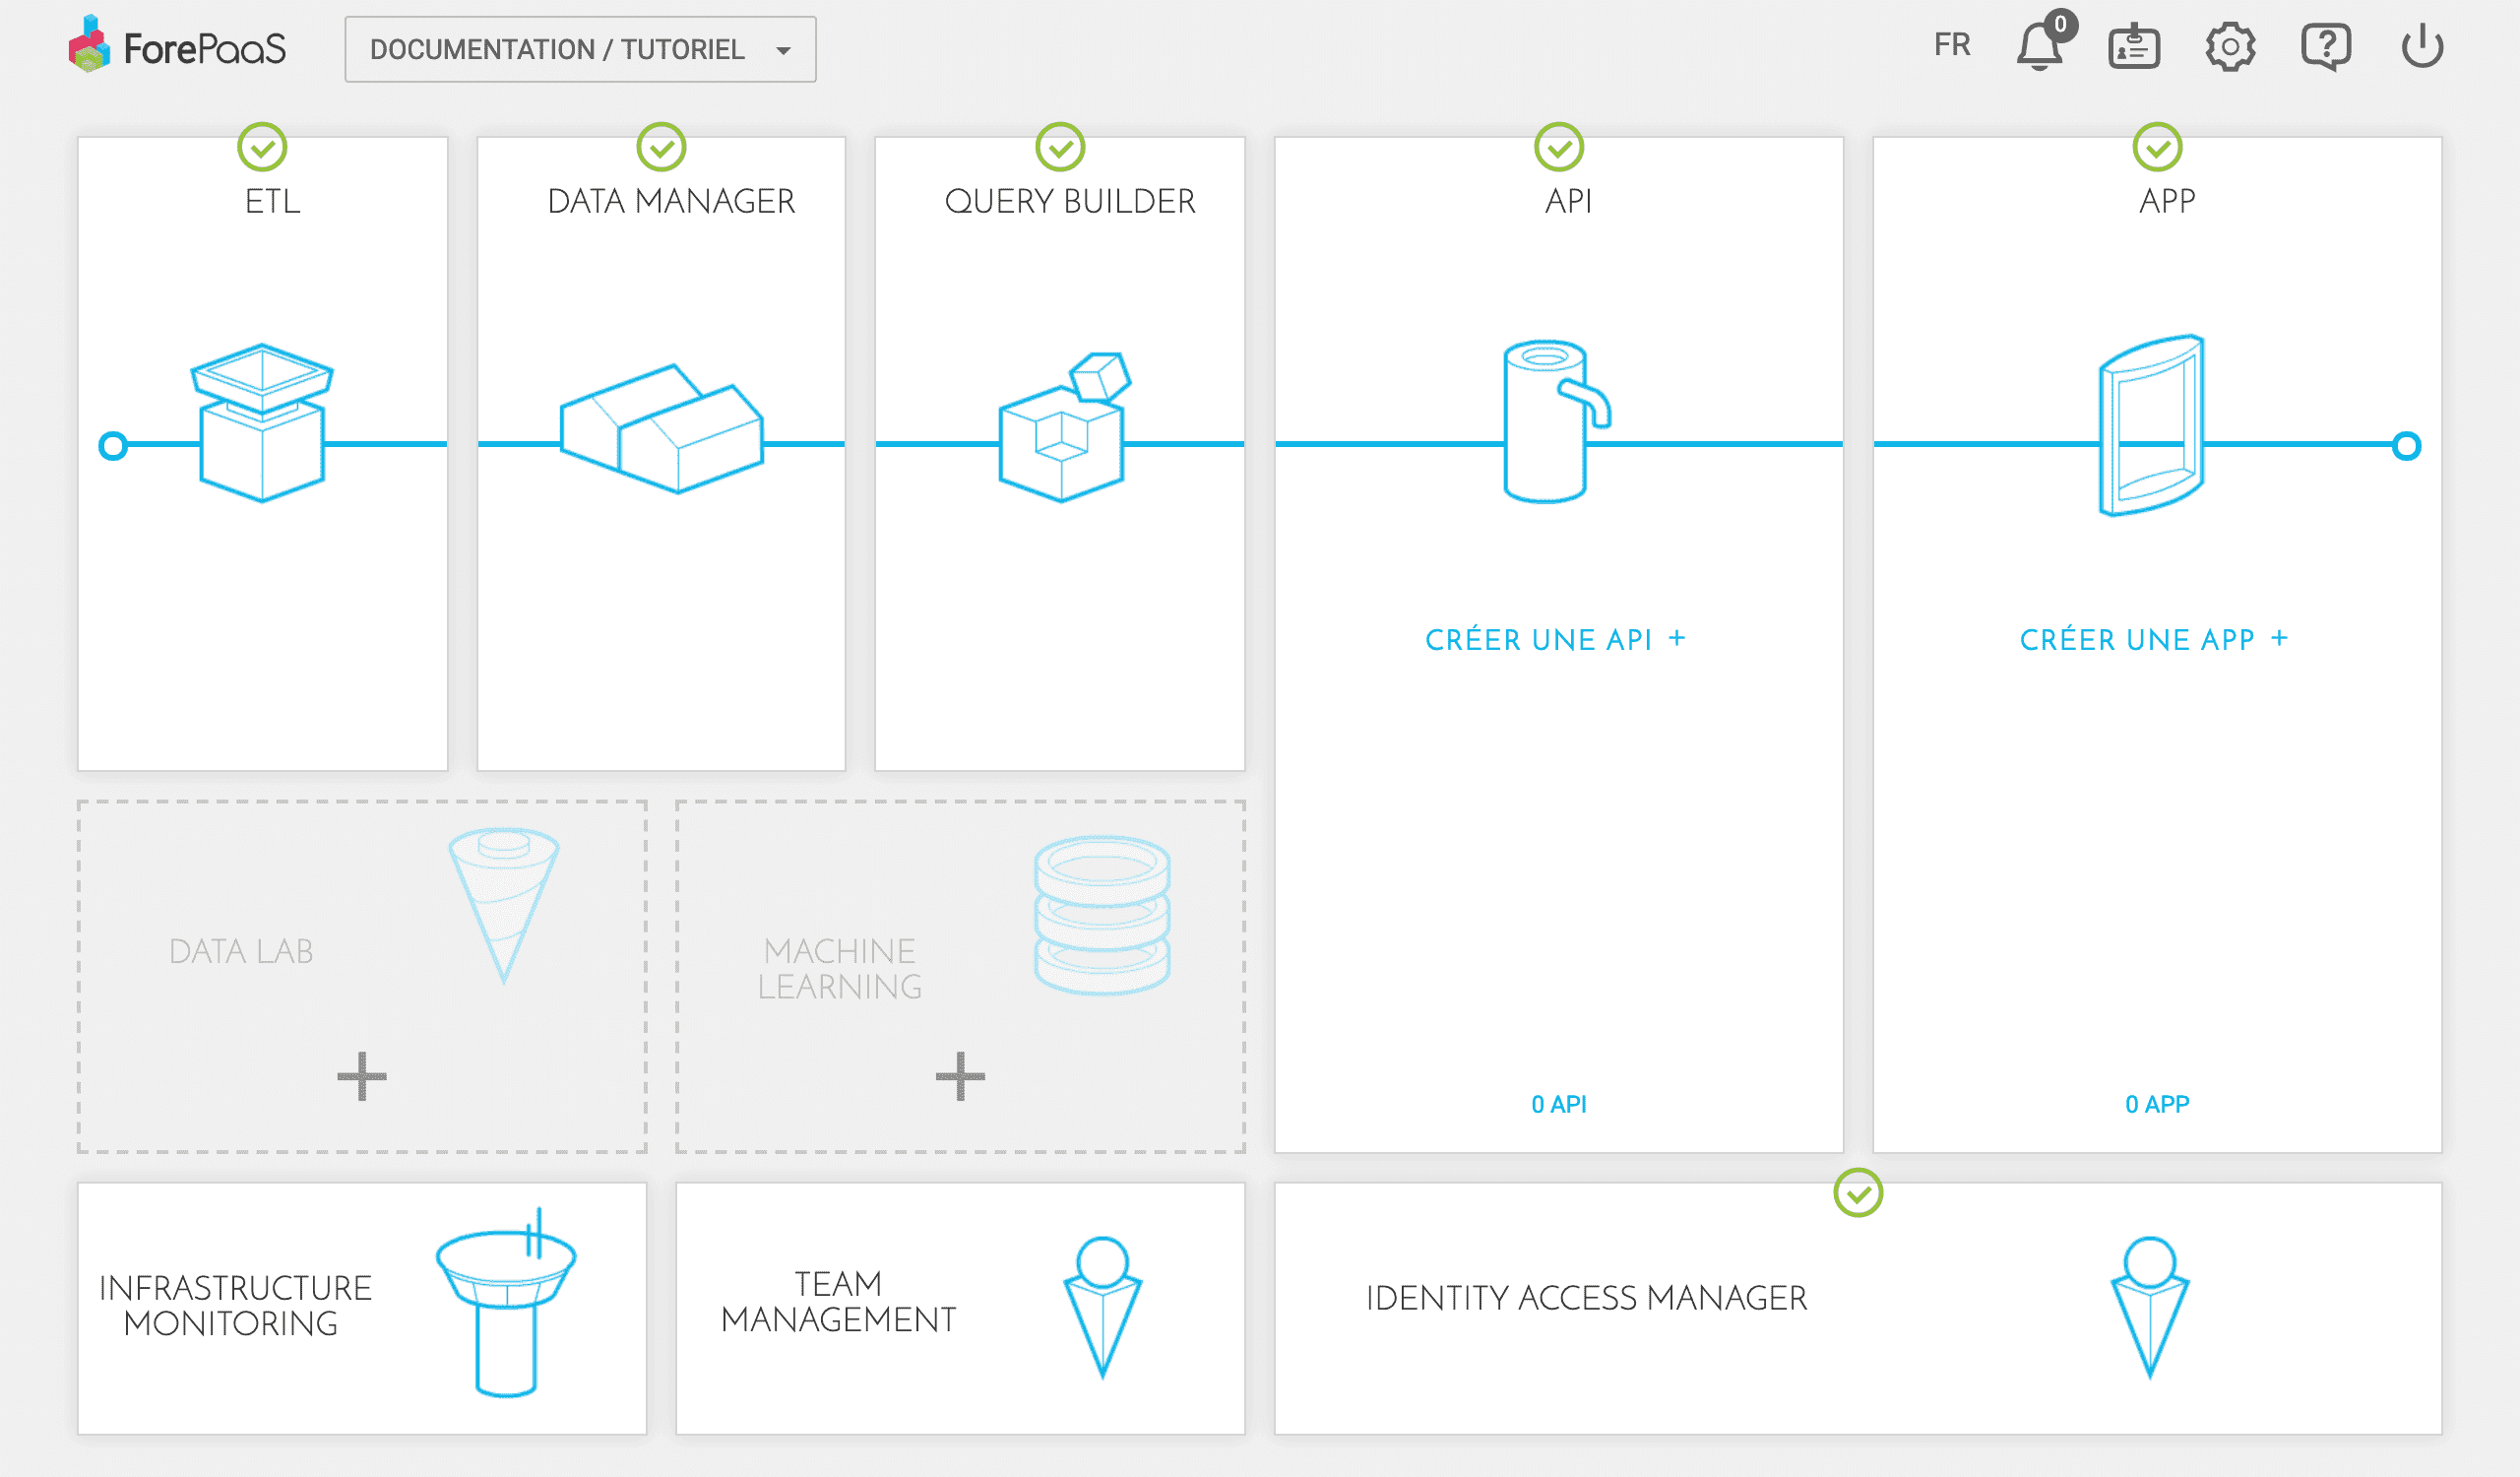 ForePaaS
DOCUMENTATION / TUTORIEL
FR
0
ETL
DATA MANAGER
QUERY BUILDER
API
APP
CRÉER UNE API +
CRÉER UNE APP +
DATA LAB
MACHINE
LEARNING
0 API
0 APP
INFRASTRUCTURE
MONITORING
TEAM
MANAGEMENT
IDENTITY ACCESS MANAGER